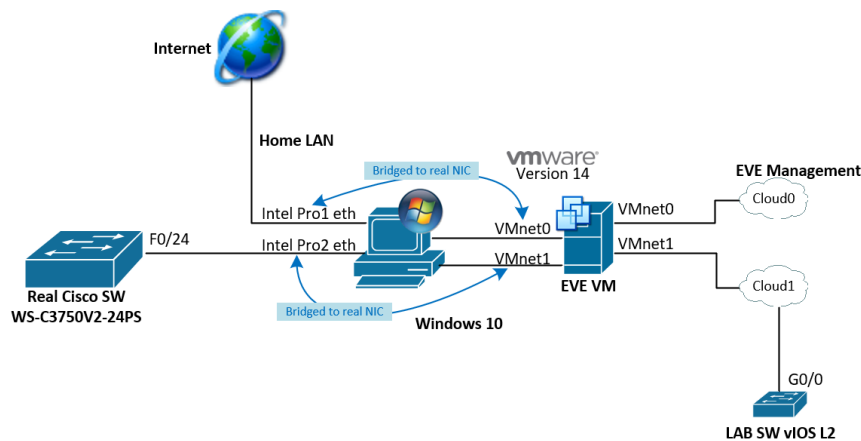 Internet
Home LAN
Bridged to real NIC
vmware
Version 14
EVE Management
Cloud0
VMnet0
Intel Pro1 eth
VMnet0
F0/24
Intel Pro2 eth
VMnet1
VMnet1
EVE VM
Real Cisco SW
WS-C3750V2-24PS
Bridged to real NIC
Windows 10
Cloud1
G0/0
LAB SW vIOS L2